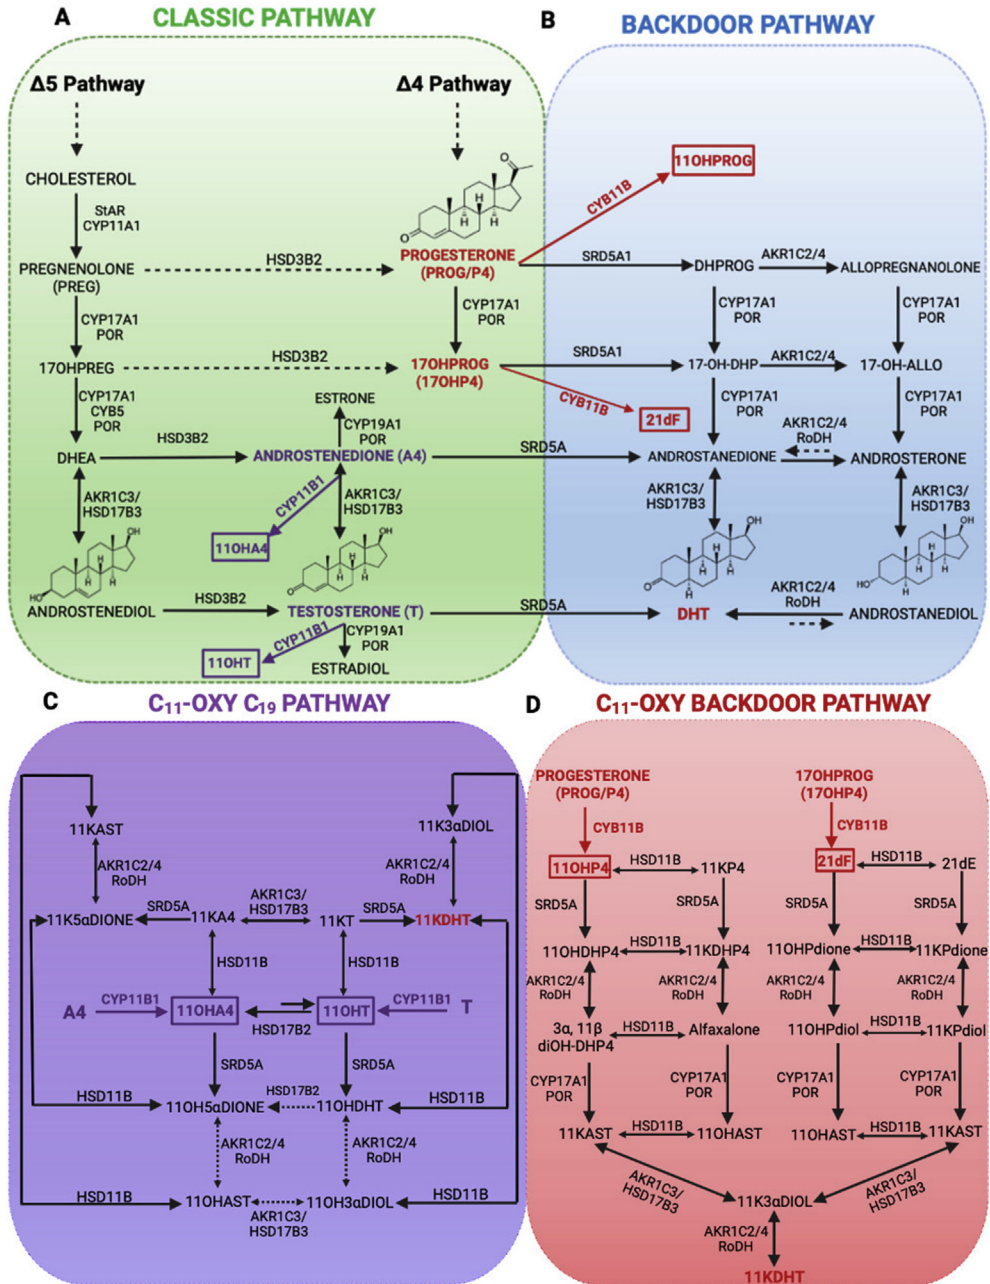 A
CLASSIC PATHWAY
Δ5 Pathway
Δ4 Pathway
CHOLESTEROL
StAR
CYP11A1
O
H
H
H
O
PREGNENOLONE
(PREG)
HSD3B2
PROGESTERONE
(PROG/P4)
CYP17A1
POR
CYP17A1
POR
17OHPREG
HSD3B2
17OHPROG
(17OHP4)
CYP17A1
CYB5
POR
ESTRONE
CYP19A1
POR
DHEA
HSD3B2
ANDROSTENEDIONE (A4)
AKR1C3/
HSD17B3
CYP11B1
AKR1C3/
HSD17B3
11OHA4
OH
H
H
H
HO
OH
H
H
H
O
ANDROSTENEDIOL
HSD3B2
TESTOSTERONE (T)
CYP11B1
CYP19A1
POR
11OHT
ESTRADIOL
B
BACKDOOR PATHWAY
CYB11B
11OHPROG
SRD5A1
DHPROG
AKR1C2/4
ALLOPREGNANOLONE
CYP17A1
POR
CYP17A1
POR
SRD5A1
17-OH-DHP
AKR1C2/4
17-OH-ALLO
CYB11B
21dF
CYP17A1
POR
CYP17A1
POR
SRD5A
ANDROSTANEDIONE
AKR1C2/4
RoDH
ANDROSTERONE
AKR1C3/
HSD17B3
AKR1C3/
HSD17B3
OH
H
H
H
O
H
OH
H
H
H
HO
H
SRD5A
DHT
AKR1C2/4
RoDH
ANDROSTANEDIOL
C
C₁₁-OXY C₁₉ PATHWAY
11KAST
11K3αDIOL
AKR1C2/4
RoDH
AKR1C2/4
RoDH
11K5αDIONE
SRD5A
11KA4
AKR1C3/
HSD17B3
11KT
SRD5A
11KDHT
HSD11B
HSD11B
A4
CYP11B1
11OHA4
HSD17B2
11OHT
CYP11B1
T
SRD5A
SRD5A
HSD11B
11OH5αDIONE
HSD17B2
11OHDHT
HSD11B
AKR1C2/4
RoDH
AKR1C2/4
RoDH
HSD11B
11OHAST
AKR1C3/
HSD17B3
11OH3αDIOL
HSD11B
D
C₁₁-OXY BACKDOOR PATHWAY
PROGESTERONE
(PROG/P4)
17OHPROG
(17OHP4)
CYB11B
CYB11B
11OHP4
HSD11B
11KP4
21dF
HSD11B
21dE
SRD5A
SRD5A
SRD5A
SRD5A
11OHDHP4
HSD11B
11KDHP4
11OHPdione
HSD11B
11KPdione
AKR1C2/4
RoDH
AKR1C2/4
RoDH
AKR1C2/4
RoDH
AKR1C2/4
RoDH
3α, 11β
diOH-DHP4
HSD11B
Alfaxalone
11OHPdiol
HSD11B
11KPdiol
CYP17A1
POR
CYP17A1
POR
CYP17A1
POR
CYP17A1
POR
11KAST
HSD11B
11OHAST
11OHAST
HSD11B
11KAST
AKR1C3/
HSD17B3
AKR1C3/
HSD17B3
11K3αDIOL
AKR1C2/4
RoDH
11KDHT